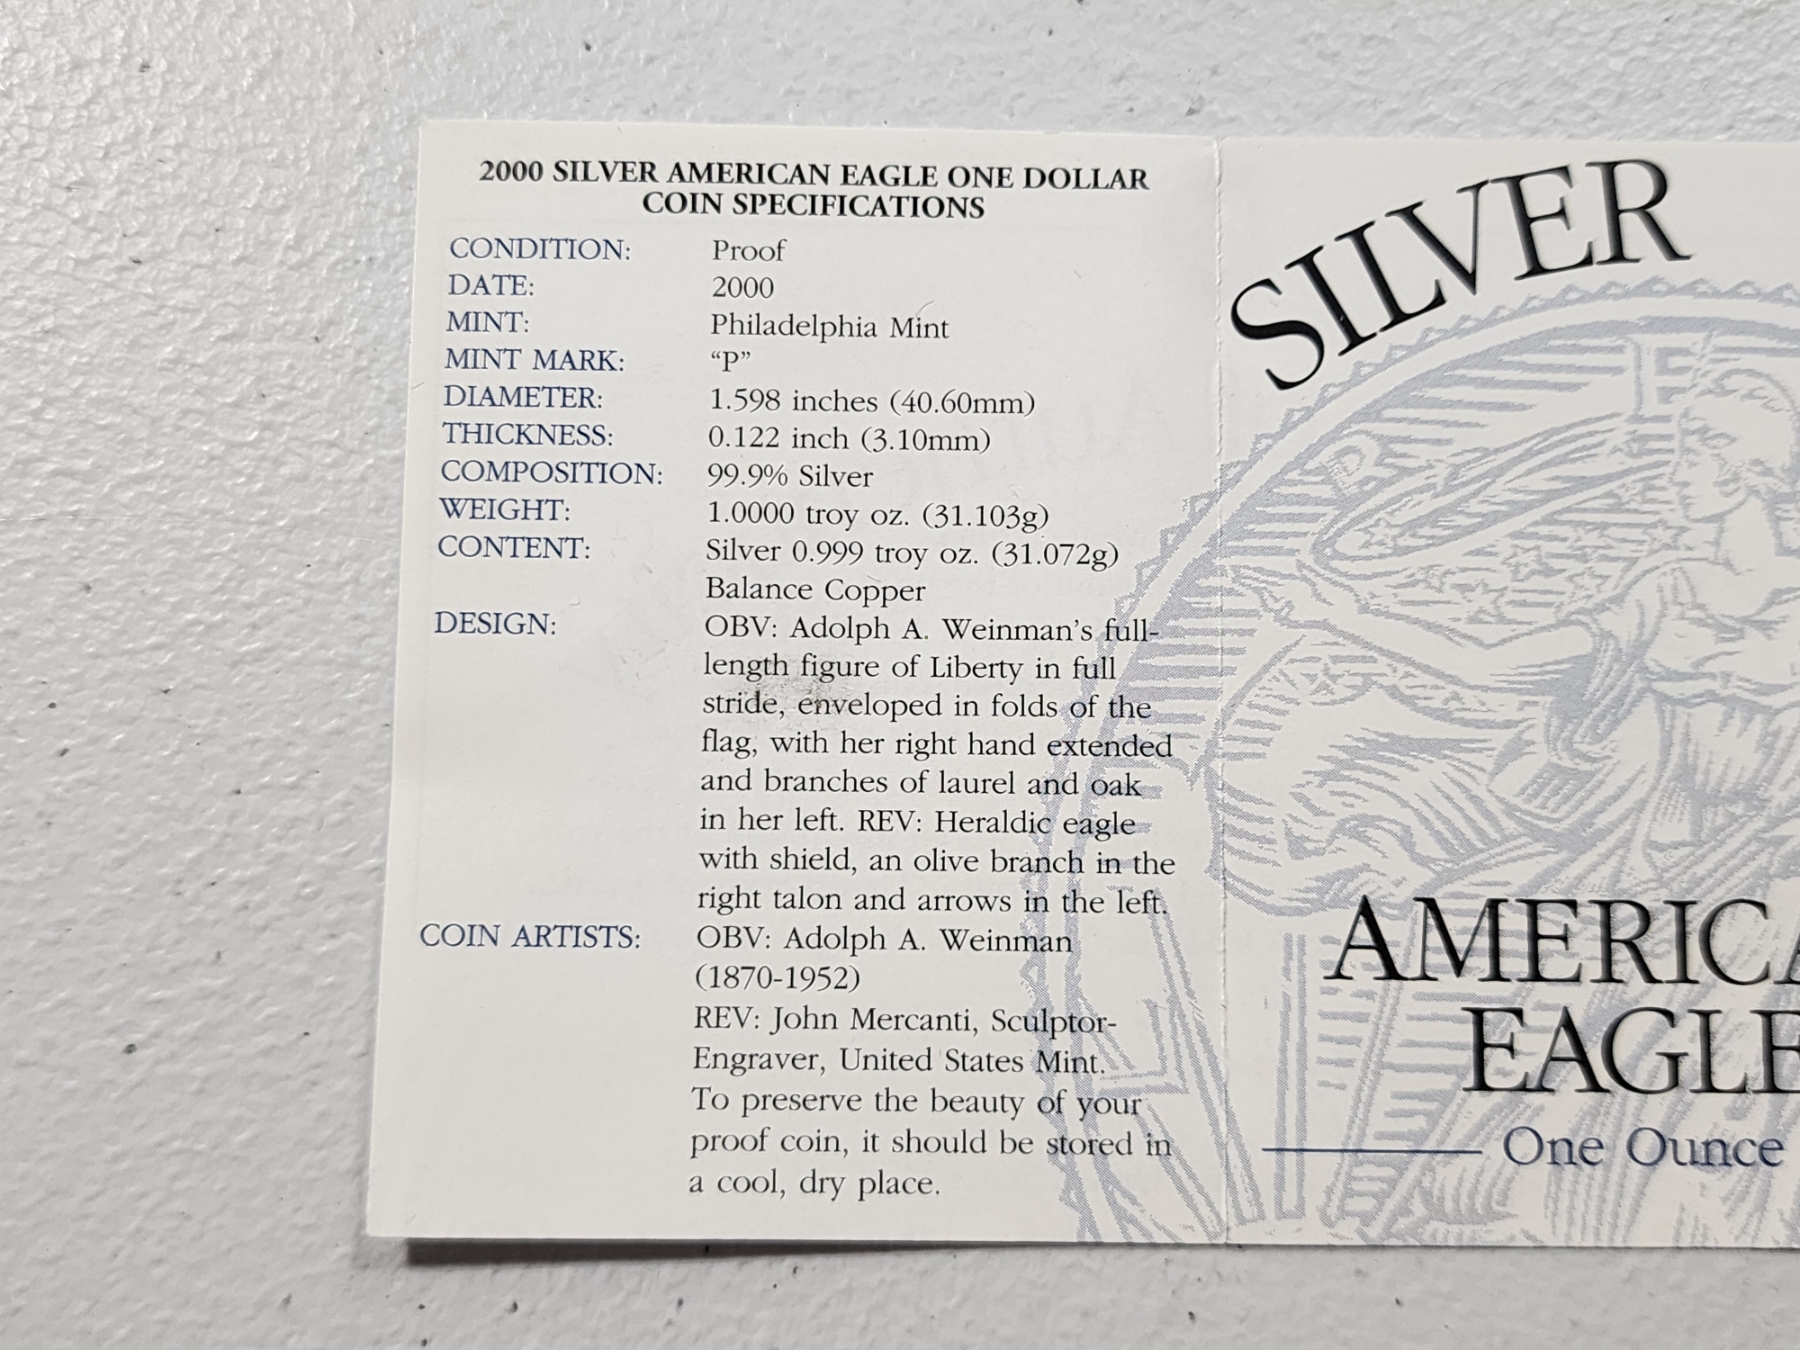 2000 SILVER AMERICAN EAGLE ONE DOLLAR
COIN SPECIFICATIONS
CONDITION: Proof
DATE: 2000
MINT: Philadelphia Mint
MINT MARK: “P”
DIAMETER: 1.598 inches (40.60mm)
THICKNESS: 0.122 inch (3.10mm)
COMPOSITION: 99.9% Silver
WEIGHT: 1.0000 troy oz. (31.103g)
CONTENT: Silver 0.999 troy oz. (31.072g)
Balance Copper
DESIGN: OBV: Adolph A. Weinman’s full-
length figure of Liberty in full
stride, enveloped in folds of the
flag, with her right hand extended
and branches of laurel and oak
in her left. REV: Heraldic eagle
with shield, an olive branch in the
right talon and arrows in the left.
COIN ARTISTS: OBV: Adolph A. Weinman
(1870-1952)
REV: John Mercanti, Sculptor-
Engraver, United States Mint.
To preserve the beauty of your
proof coin, it should be stored in
a cool, dry place.
SILVER
AMERICA
EAGLE
One Ounce